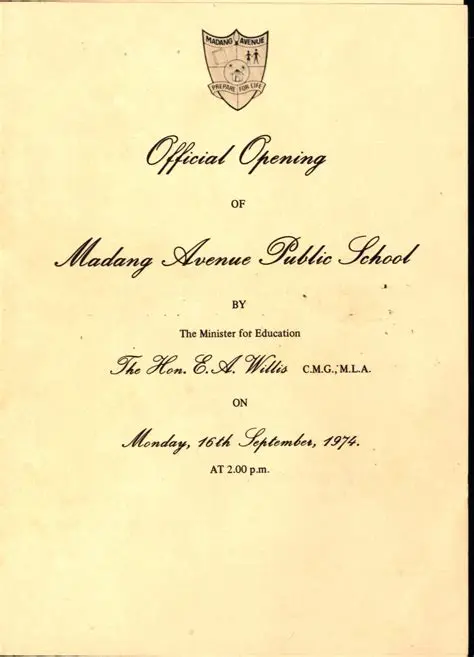 MADANG AVENUE
PREPARE FOR LIFE
Official Opening
OF
Madang Avenue Public School
BY
The Minister for Education
The Hon. E. A. Willis C.M.G., M.L.A.
ON
Monday, 16th September, 1974.
AT 2.00 p.m.